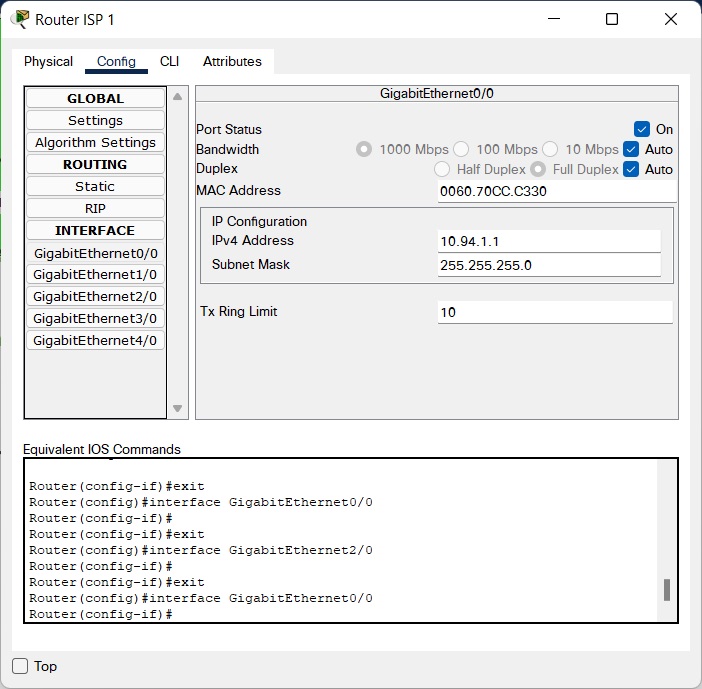 Router ISP 1
Physical Config CLI Attributes
GLOBAL
Settings
Algorithm Settings
ROUTING
Static
RIP
INTERFACE
GigabitEthernet0/0
GigabitEthernet1/0
GigabitEthernet2/0
GigabitEthernet3/0
GigabitEthernet4/0
GigabitEthernet0/0
Port Status On
Bandwidth 1000 Mbps 100 Mbps 10 Mbps Auto
Duplex Half Duplex Full Duplex Auto
MAC Address 0060.70CC.C330
IP Configuration
IPv4 Address 10.94.1.1
Subnet Mask 255.255.255.0
Tx Ring Limit 10
Equivalent IOS Commands
Router(config-if)#exit
Router(config)#interface GigabitEthernet0/0
Router(config-if)#
Router(config-if)#exit
Router(config)#interface GigabitEthernet2/0
Router(config-if)#
Router(config-if)#exit
Router(config)#interface GigabitEthernet0/0
Router(config-if)#
Top